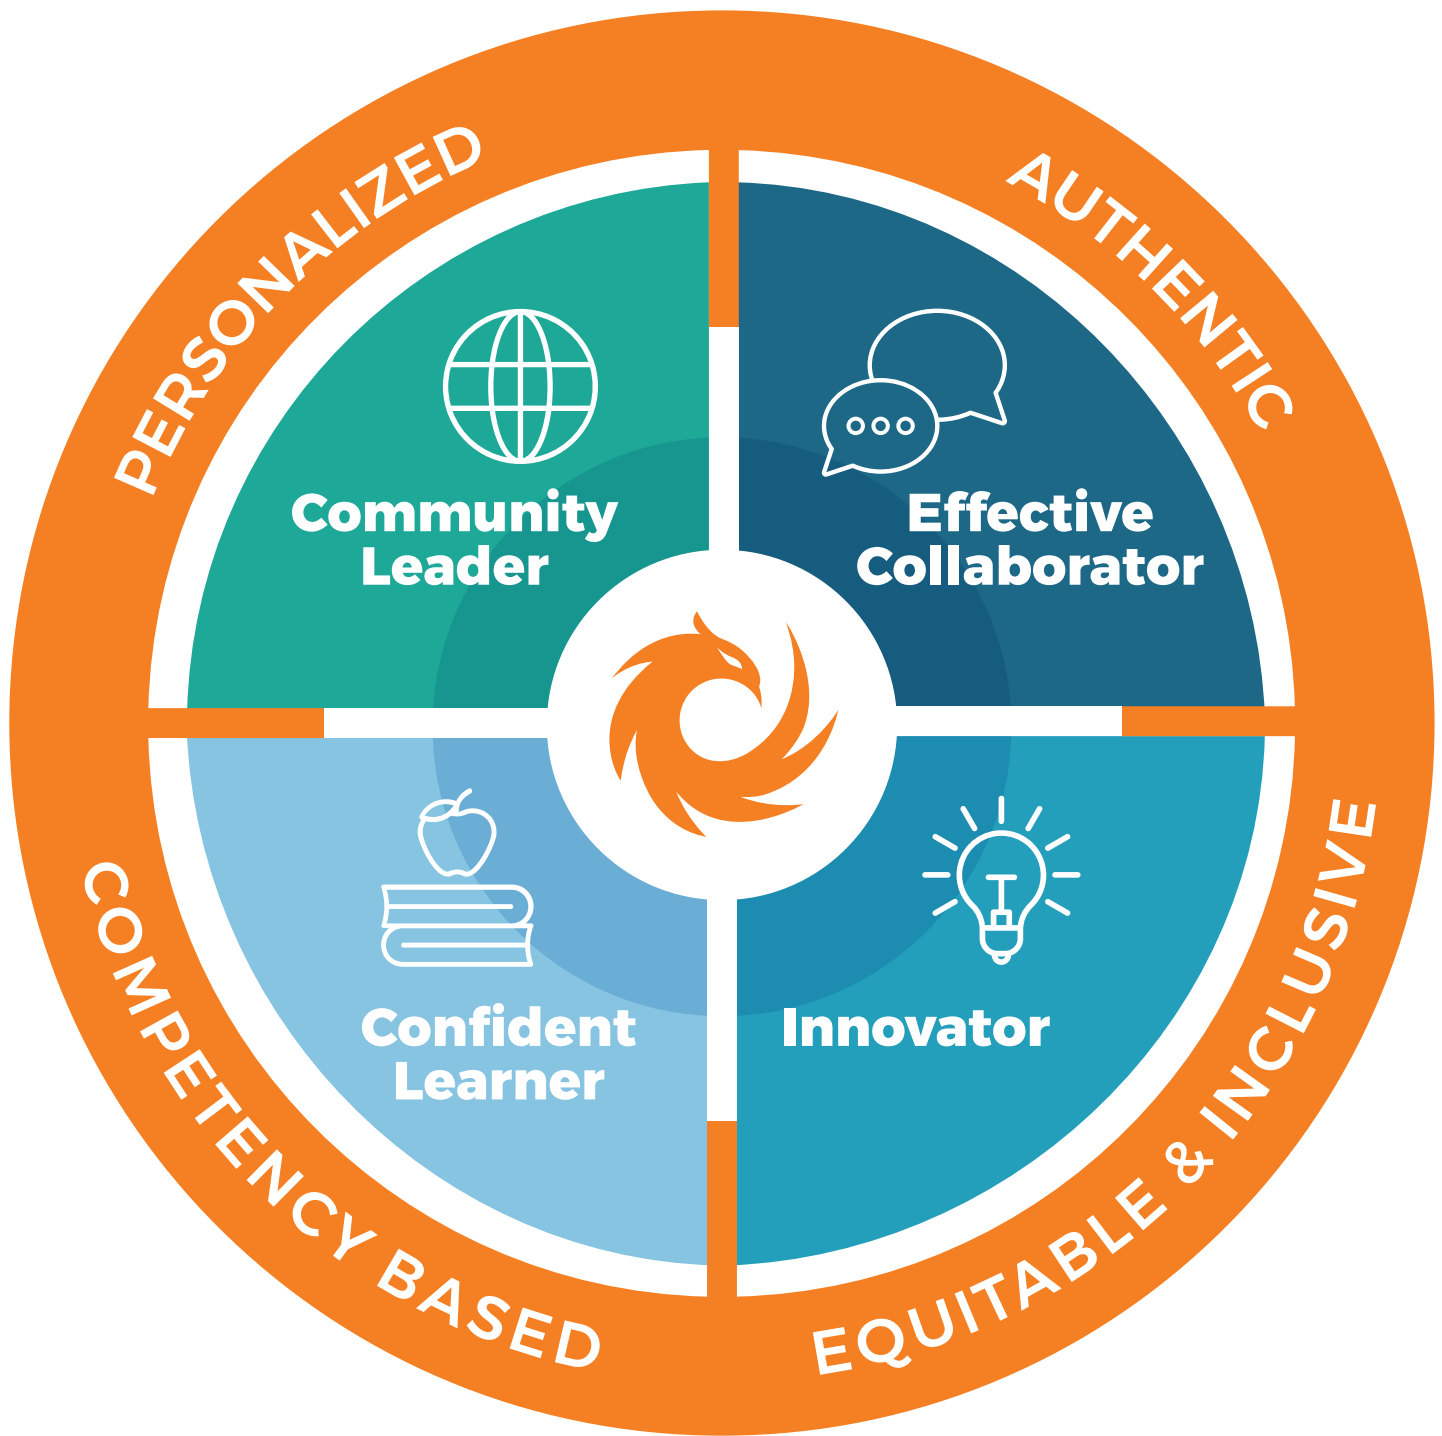 PERSONALIZED
AUTHENTIC
Community
Leader
Effective
Collaborator
Confident
Learner
Innovator
COMPETENCY BASED
EQUITABLE & INCLUSIVE